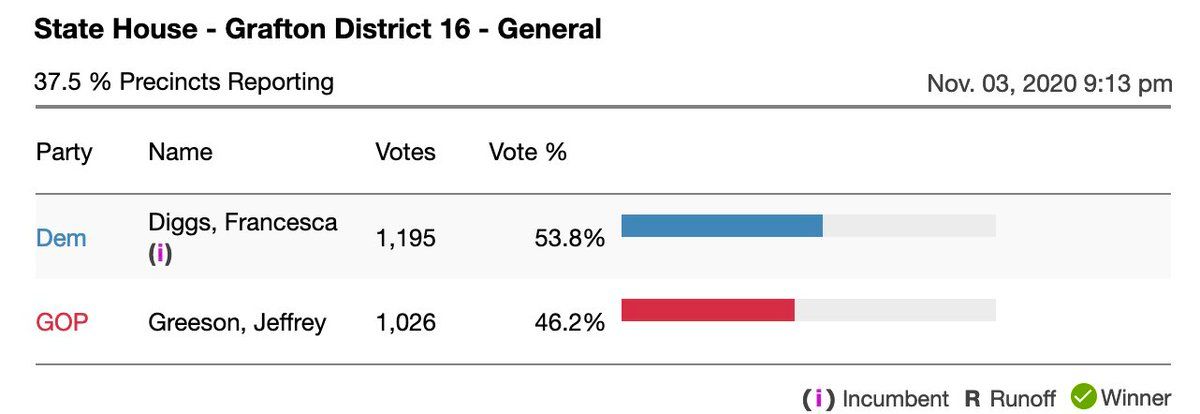 State House - Grafton District 16 - General
37.5 % Precincts Reporting Nov. 03, 2020 9:13 pm
Party Name Votes Vote %
Dem Diggs, Francesca (i) 1,195 53.8%
GOP Greeson, Jeffrey 1,026 46.2%
(i) Incumbent R Runoff Winner